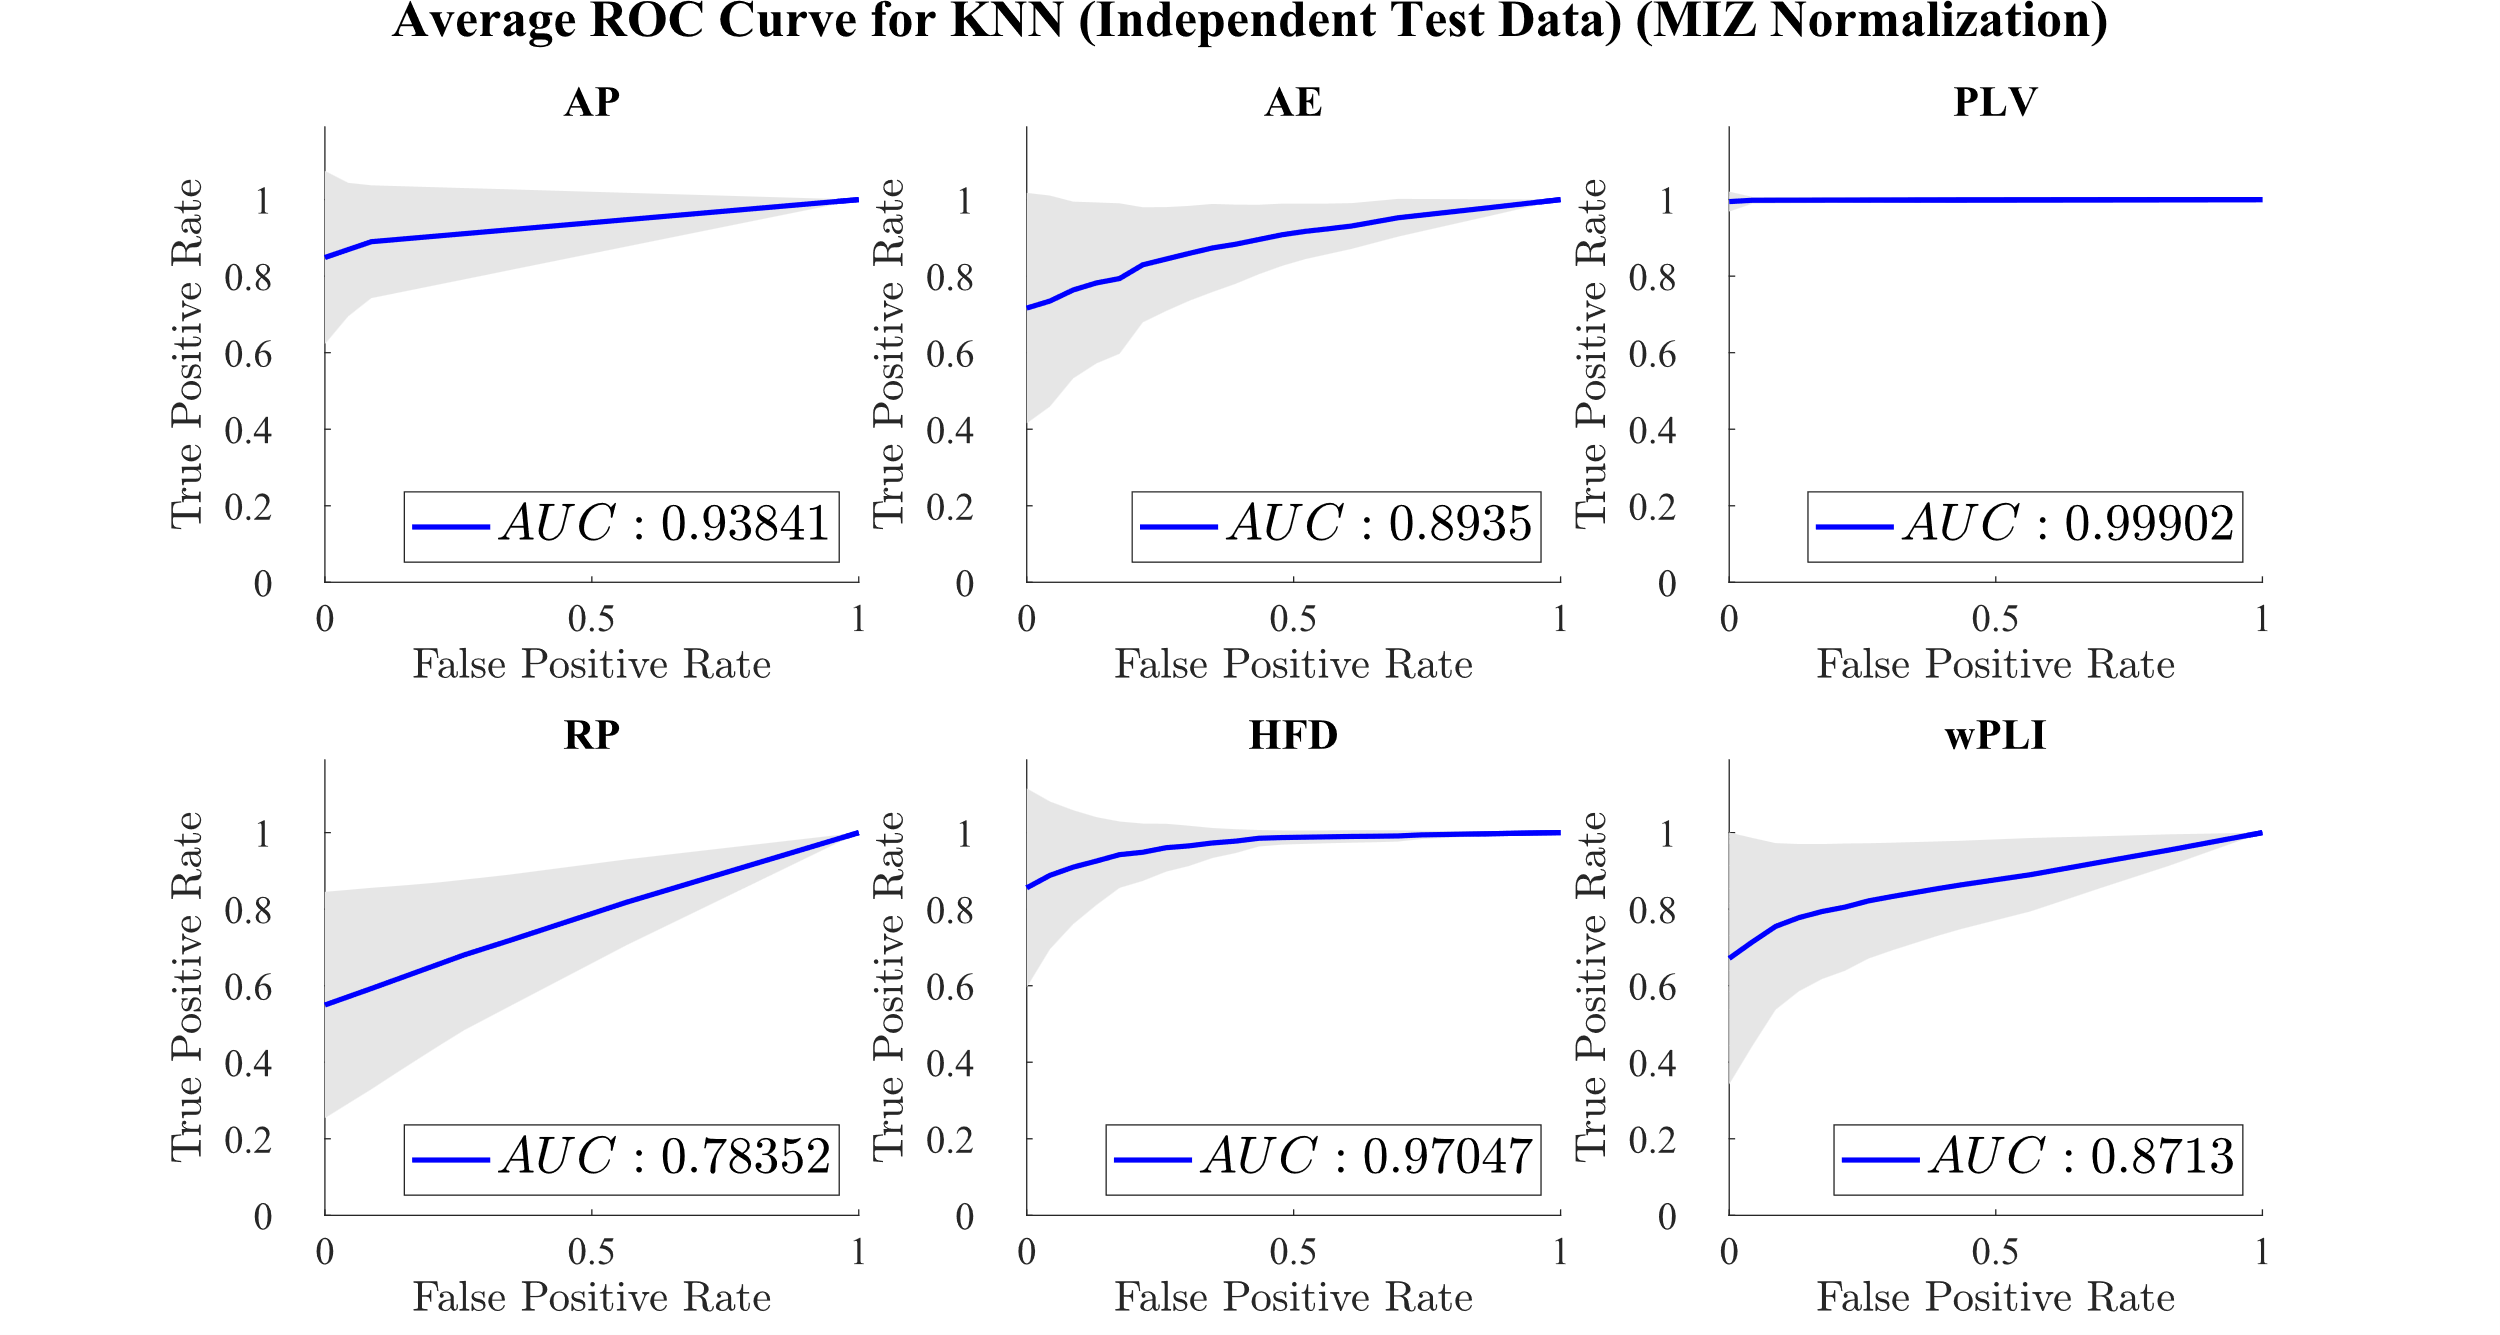 Average ROC Curve for KNN (Independent Test Data) (MIZ Normalization)
AP
True Positive Rate
1
0.8
0.6
0.4
0.2
0
AUC : 0.93841
0 0.5 1
False Positive Rate
AE
True Positive Rate
1
0.8
0.6
0.4
0.2
0
AUC : 0.8935
0 0.5 1
False Positive Rate
PLV
True Positive Rate
1
0.8
0.6
0.4
0.2
0
AUC : 0.99902
0 0.5 1
False Positive Rate
RP
True Positive Rate
1
0.8
0.6
0.4
0.2
0
AUC : 0.78352
0 0.5 1
False Positive Rate
HFD
True Positive Rate
1
0.8
0.6
0.4
0.2
0
AUC : 0.97047
0 0.5 1
False Positive Rate
wPLI
True Positive Rate
1
0.8
0.6
0.4
0.2
0
AUC : 0.8713
0 0.5 1
False Positive Rate